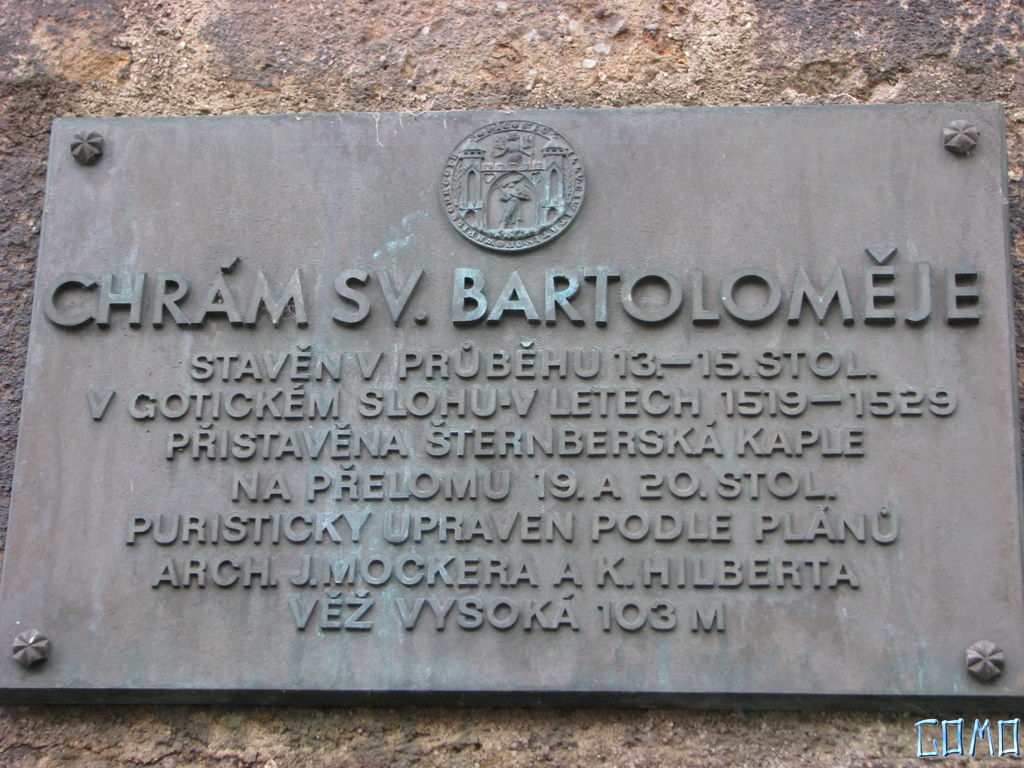 CHRÁM SV. BARTOLOMĚJE
STAVĚN V PRŮBĚHU 13.—15. STOL.
V GOTICKÉM SLOHU-V LETECH 1519—1529
PŘISTAVĚNA ŠTERNBERSKÁ KAPLE
NA PŘELOMU 19. A 20. STOL.
PURISTICKY UPRAVEN PODLE PLÁNŮ
ARCH. J. MOCKERA A K. HILBERTA
VĚŽ VYSOKÁ 103 M
GOMO